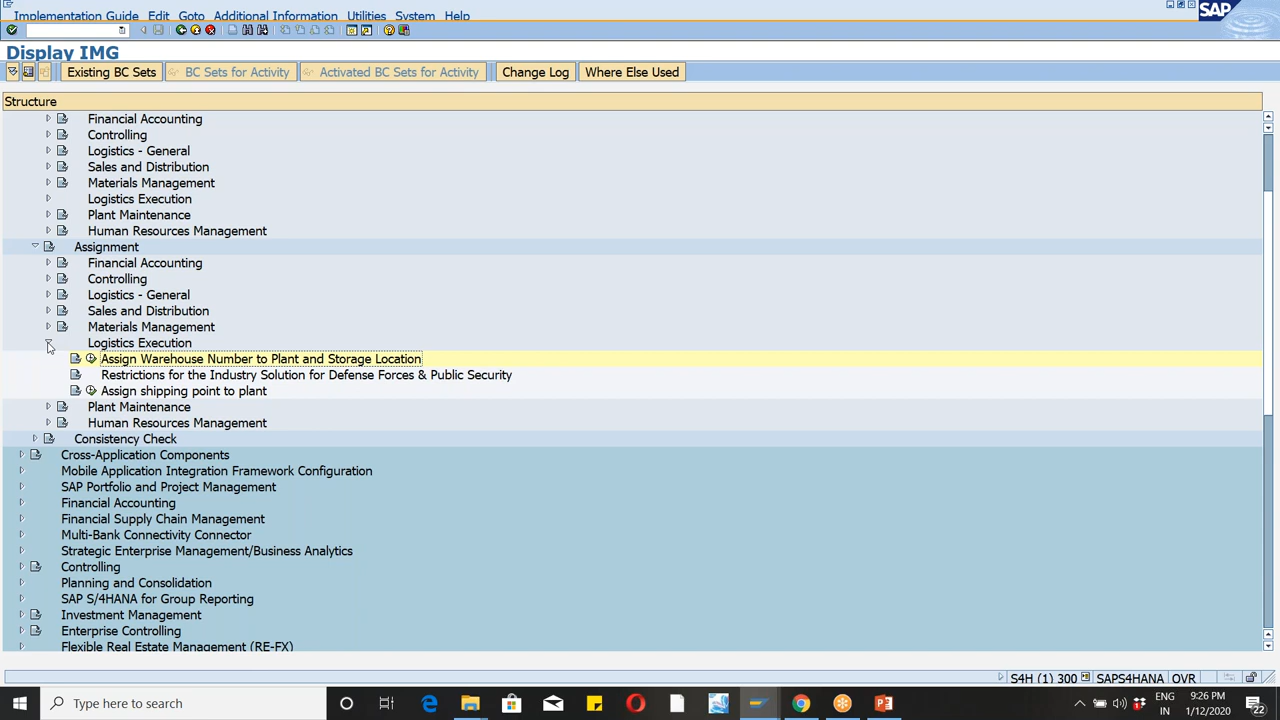 Implementation Guide Edit Goto Additional Information Utilities System Help
SAP
Display IMG
Existing BC Sets BC Sets for Activity Activated BC Sets for Activity Change Log Where Else Used
Structure
Financial Accounting
Controlling
Logistics - General
Sales and Distribution
Materials Management
Logistics Execution
Plant Maintenance
Human Resources Management
Assignment
Financial Accounting
Controlling
Logistics - General
Sales and Distribution
Materials Management
Logistics Execution
Assign Warehouse Number to Plant and Storage Location
Restrictions for the Industry Solution for Defense Forces & Public Security
Assign shipping point to plant
Plant Maintenance
Human Resources Management
Consistency Check
Cross-Application Components
Mobile Application Integration Framework Configuration
SAP Portfolio and Project Management
Financial Accounting
Financial Supply Chain Management
Multi-Bank Connectivity Connector
Strategic Enterprise Management/Business Analytics
Controlling
Planning and Consolidation
SAP S/4HANA for Group Reporting
Investment Management
Enterprise Controlling
Flexible Real Estate Management (RE-FX)
S4H (1) 300 SAPS4HANA OVR
Type here to search
ENG 9:26 PM
IN 1/12/2020 22